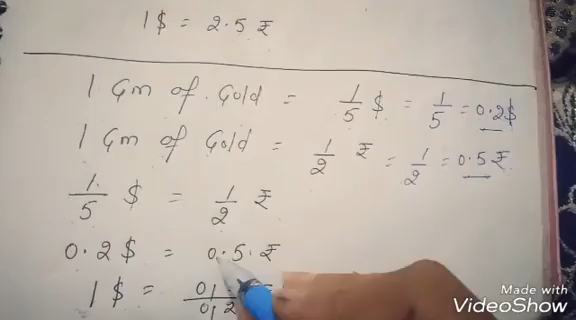 1 $ = 2.5 ₹
1 Gm of Gold = 1/5 $ = 1/5 = 0.2$
1 Gm of Gold = 1/2 ₹ = 1/2 = 0.5 ₹
1/5 $ = 1/2 ₹
0.2 $ = 0.5. ₹
1 $ =
Made with
VideoShow